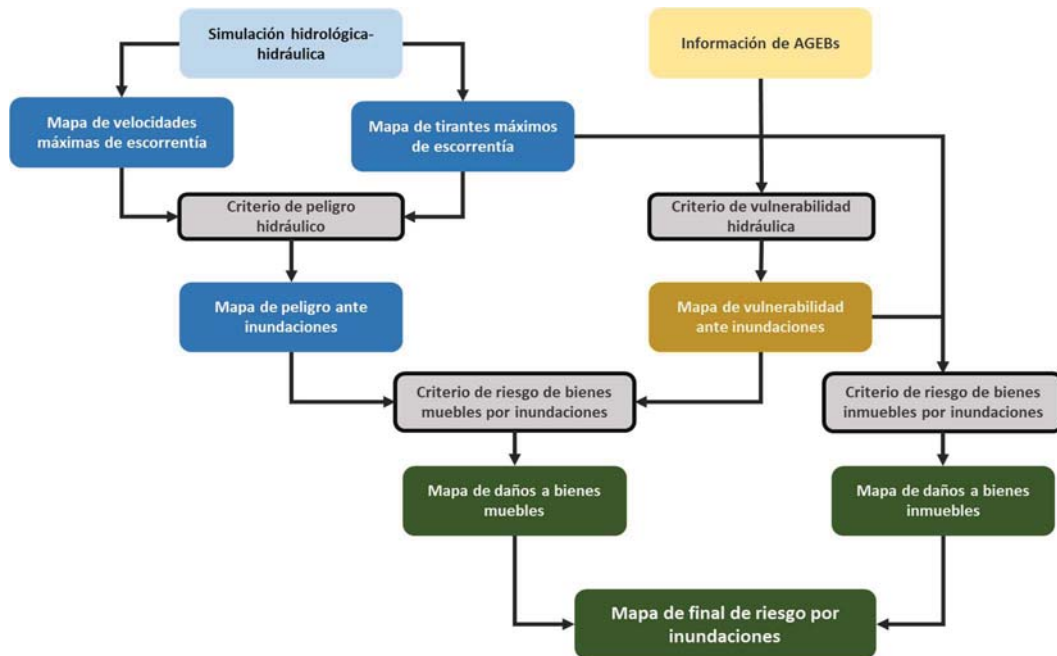 Simulación hidrológica-
hidráulica
Información de AGEBs
Mapa de velocidades
máximas de escorrentía
Mapa de tirantes máximos
de escorrentía
Criterio de peligro
hidráulico
Criterio de vulnerabilidad
hidráulica
Mapa de peligro ante
inundaciones
Mapa de vulnerabilidad
ante inundaciones
Criterio de riesgo de bienes
muebles por inundaciones
Criterio de riesgo de bienes
inmuebles por inundaciones
Mapa de daños a bienes
muebles
Mapa de daños a bienes
inmuebles
Mapa de final de riesgo por
inundaciones